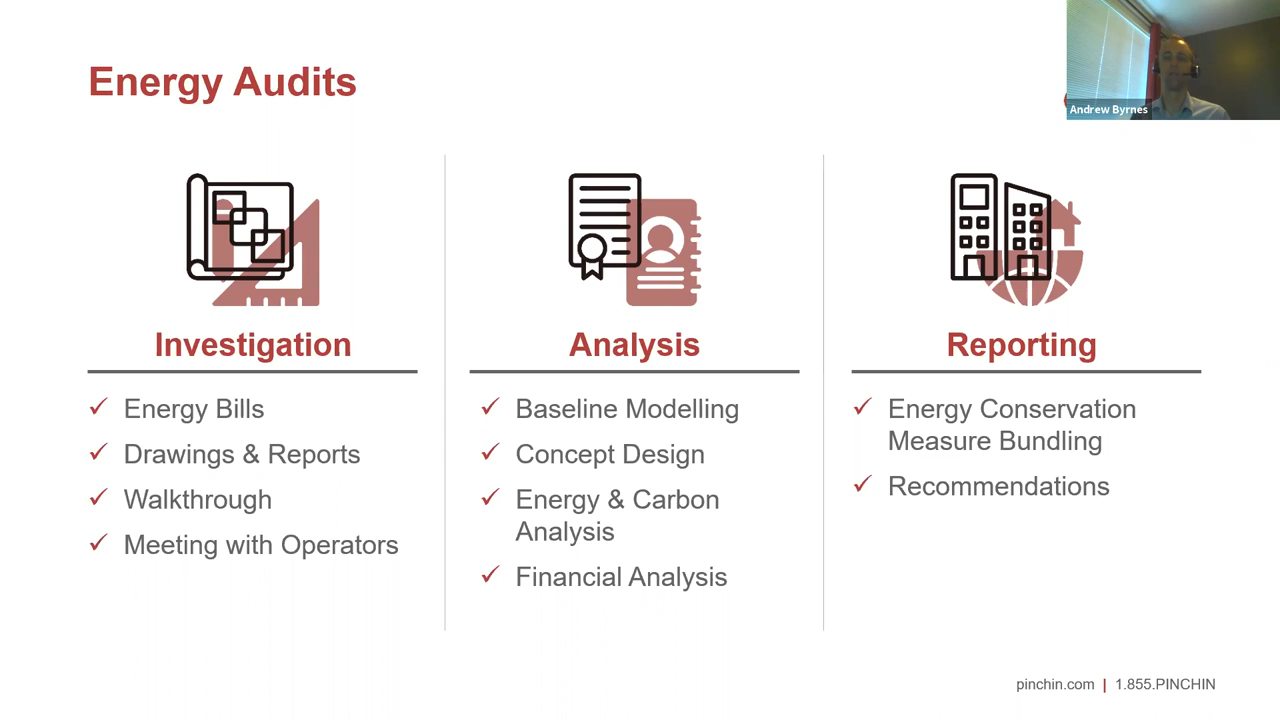 Energy Audits
Andrew Byrnes
Investigation
Energy Bills
Drawings & Reports
Walkthrough
Meeting with Operators
Analysis
Baseline Modelling
Concept Design
Energy & Carbon
Analysis
Financial Analysis
Reporting
Energy Conservation
Measure Bundling
Recommendations
pinchin.com | 1.855.PINCHIN